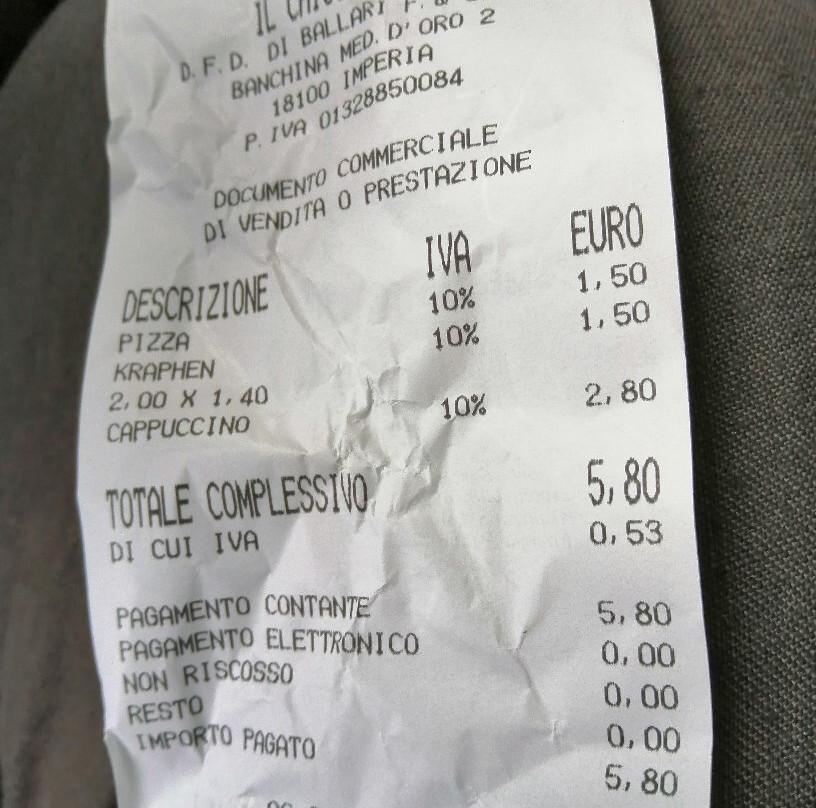 IL
D. F. D. DI BALLARI F. &
BANCHINA MED. D' ORO 2
18100 IMPERIA
P. IVA 01328850084
DOCUMENTO COMMERCIALE
DI VENDITA O PRESTAZIONE
DESCRIZIONE IVA EURO
PIZZA 10% 1,50
KRAPHEN 10% 1,50
2,00 X 1,40
CAPPUCCINO 10% 2,80
TOTALE COMPLESSIVO 5,80
DI CUI IVA 0,53
PAGAMENTO CONTANTE 5,80
PAGAMENTO ELETTRONICO 0,00
NON RISCOSSO 0,00
RESTO 0,00
IMPORTO PAGATO 5,80